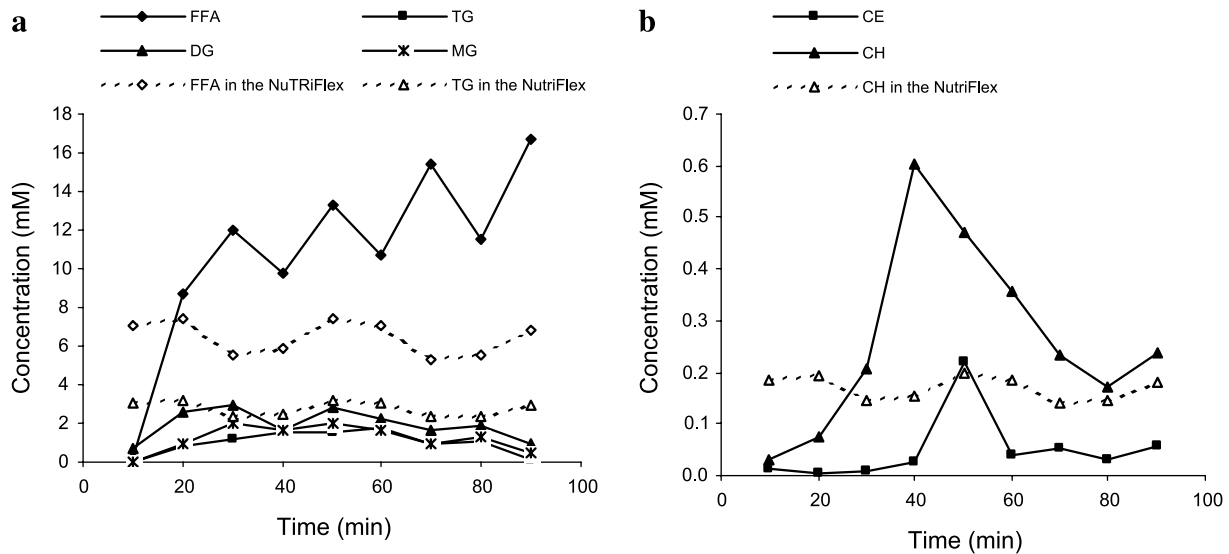 a
FFA
TG
DG
MG
FFA in the NuTRiFlex
TG in the NutriFlex
18
16
14
12
10
8
6
4
2
0
Concentration (mM)
0 20 40 60 80 100
Time (min)
b
CE
CH
CH in the NutriFlex
0.7
0.6
0.5
0.4
0.3
0.2
0.1
0.0
Concentration (mM)
0 20 40 60 80 100
Time (min)